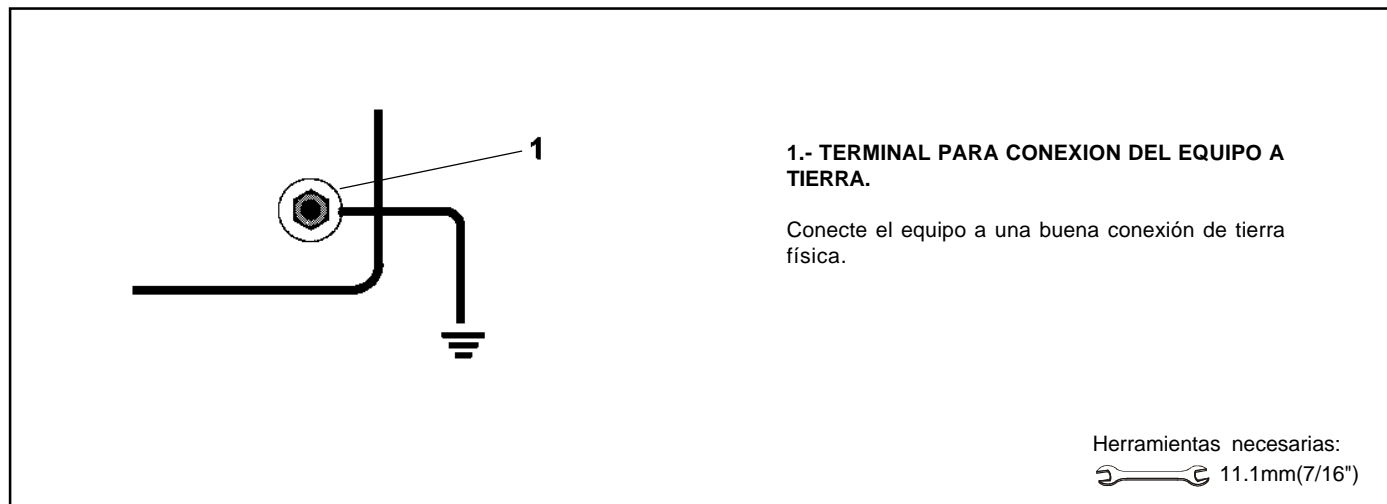 1
1.- TERMINAL PARA CONEXION DEL EQUIPO A
TIERRA.
Conecte el equipo a una buena conexión de tierra
física.
Herramientas necesarias:
11.1mm(7/16")